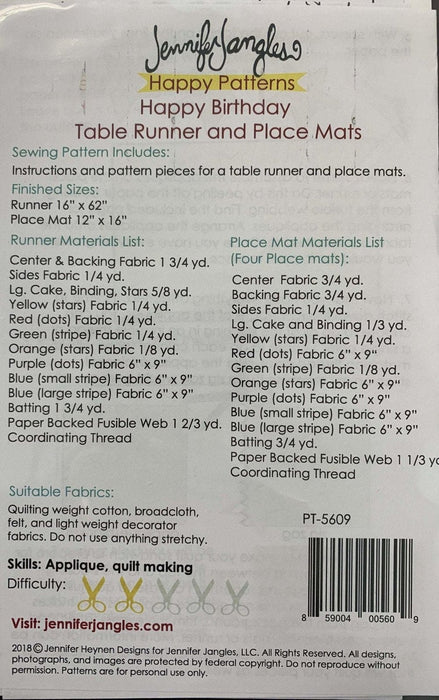 Jennifer Jangles
Happy Patterns
Happy Birthday
Table Runner and Place Mats
Sewing Pattern Includes:
Instructions and pattern pieces for a table runner and place mats.
Finished Sizes:
Runner 16" x 62"
Place Mat 12" x 16"
Runner Materials List:
Center & Backing Fabric 1 3/4 yd.
Sides Fabric 1/4 yd.
Lg. Cake, Binding, Stars 5/8 yd.
Yellow (stars) Fabric 1/4 yd.
Red (dots) Fabric 1/4 yd.
Green (stripe) Fabric 1/4 yd.
Orange (stars) Fabric 1/8 yd.
Purple (dots) Fabric 6" x 9"
Blue (small stripe) Fabric 6" x 9"
Blue (large stripe) Fabric 6" x 9"
Batting 1 3/4 yd.
Paper Backed Fusible Web 1 2/3 yd.
Coordinating Thread
Place Mat Materials List
(Four Place mats):
Center Fabric 3/4 yd.
Backing Fabric 3/4 yd.
Sides Fabric 1/4 yd.
Lg. Cake and Binding 1/3 yd.
Yellow (stars) Fabric 1/4 yd.
Red (dots) Fabric 6" x 9"
Green (stripe) Fabric 1/8 yd.
Orange (stars) Fabric 6" x 9"
Purple (dots) Fabric 6" x 9"
Blue (small stripe) Fabric 6" x 9"
Blue (large stripe) Fabric 6" x 9"
Batting 3/4 yd.
Paper Backed Fusible Web 1 1/3 yd
Coordinating Thread
Suitable Fabrics:
Quilting weight cotton, broadcloth,
felt, and light weight decorator
fabrics. Do not use anything stretchy.
Skills: Applique, quilt making
Difficulty:
Visit: jenniferjangles.com
PT-5609
8 59004 00560 9
2018 © Jennifer Heynen Designs for Jennifer Jangles, LLC. All Rights Reserved. All designs,
photographs, and images are protected by federal copyright. Do not reproduce without
permission. Patterns are for personal use only.